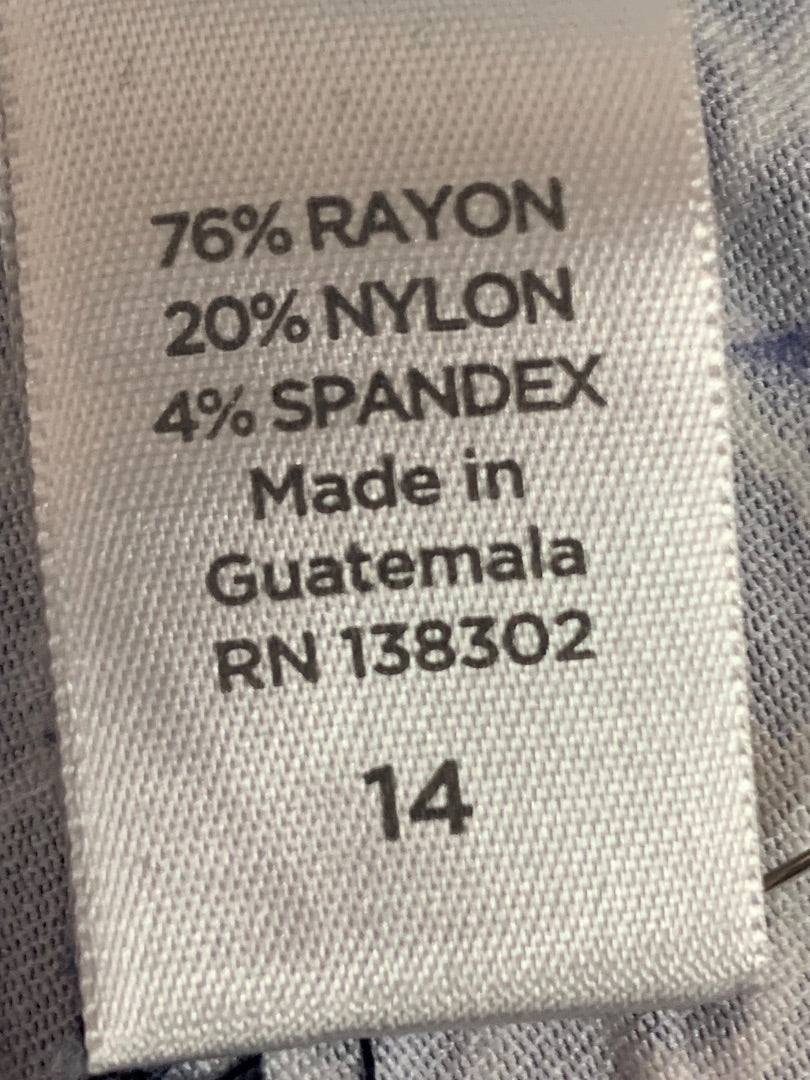 76% RAYON
20% NYLON
4% SPANDEX
Made in
Guatemala
RN 138302
14